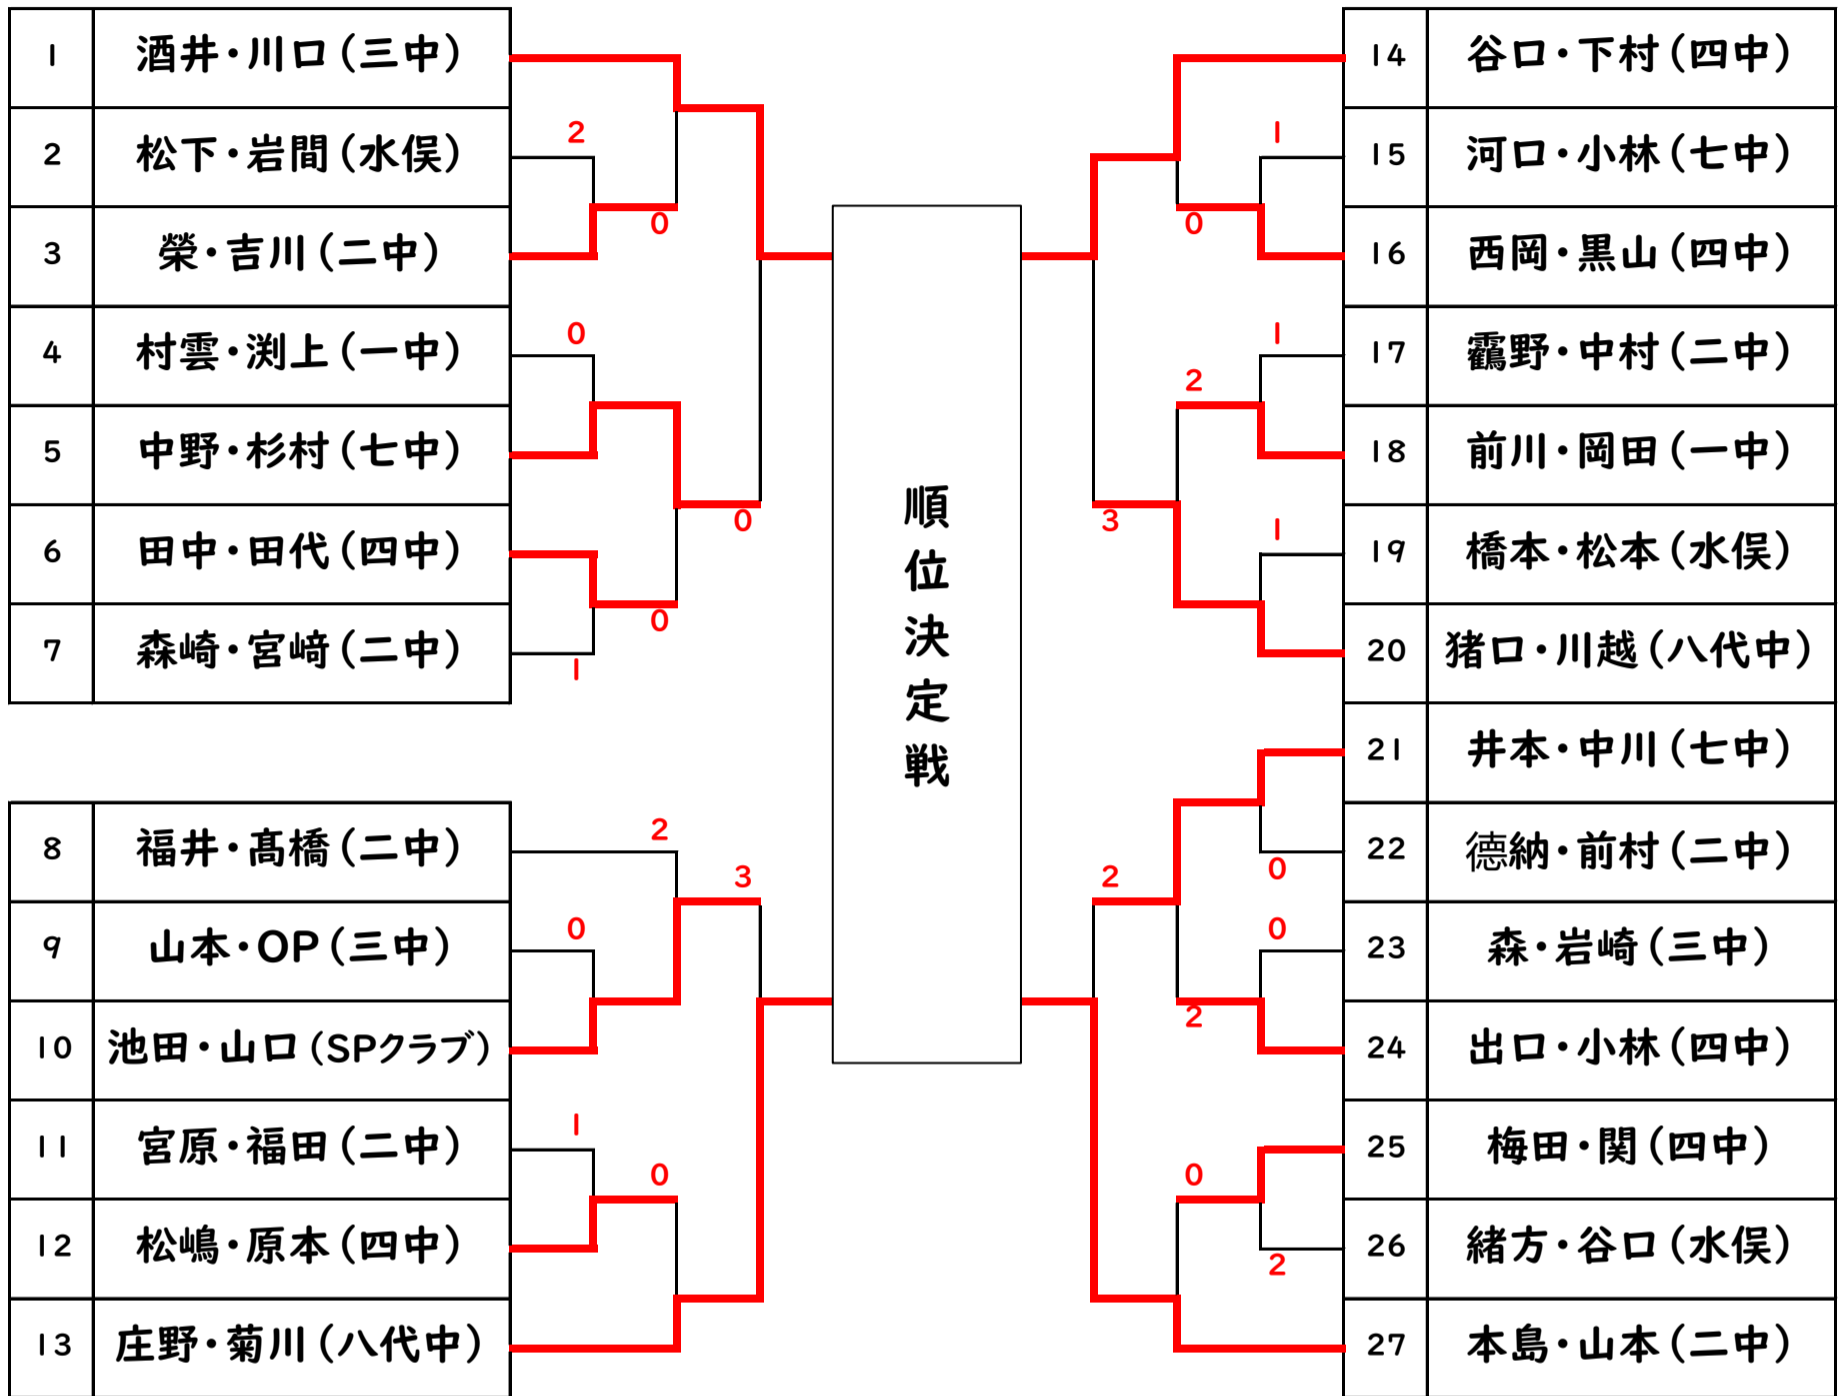 1 酒井・川口(三中)
2 松下・岩間(水俣)
3 榮・吉川(二中)
4 村雲・渕上(一中)
5 中野・杉村(七中)
6 田中・田代(四中)
7 森崎・宮﨑(二中)
8 福井・髙橋(二中)
9 山本・OP(三中)
10 池田・山口(SPクラブ)
11 宮原・福田(二中)
12 松嶋・原本(四中)
13 庄野・菊川(八代中)
2
0
0
0
0
1
2
3
0
1
0
順位決定戦
1
0
1
2
1
3
2
0
0
2
0
2
14 谷口・下村(四中)
15 河口・小林(七中)
16 西岡・黒山(四中)
17 靍野・中村(二中)
18 前川・岡田(一中)
19 橋本・松本(水俣)
20 猪口・川越(八代中)
21 井本・中川(七中)
22 德納・前村(二中)
23 森・岩崎(三中)
24 出口・小林(四中)
25 梅田・関(四中)
26 緒方・谷口(水俣)
27 本島・山本(二中)